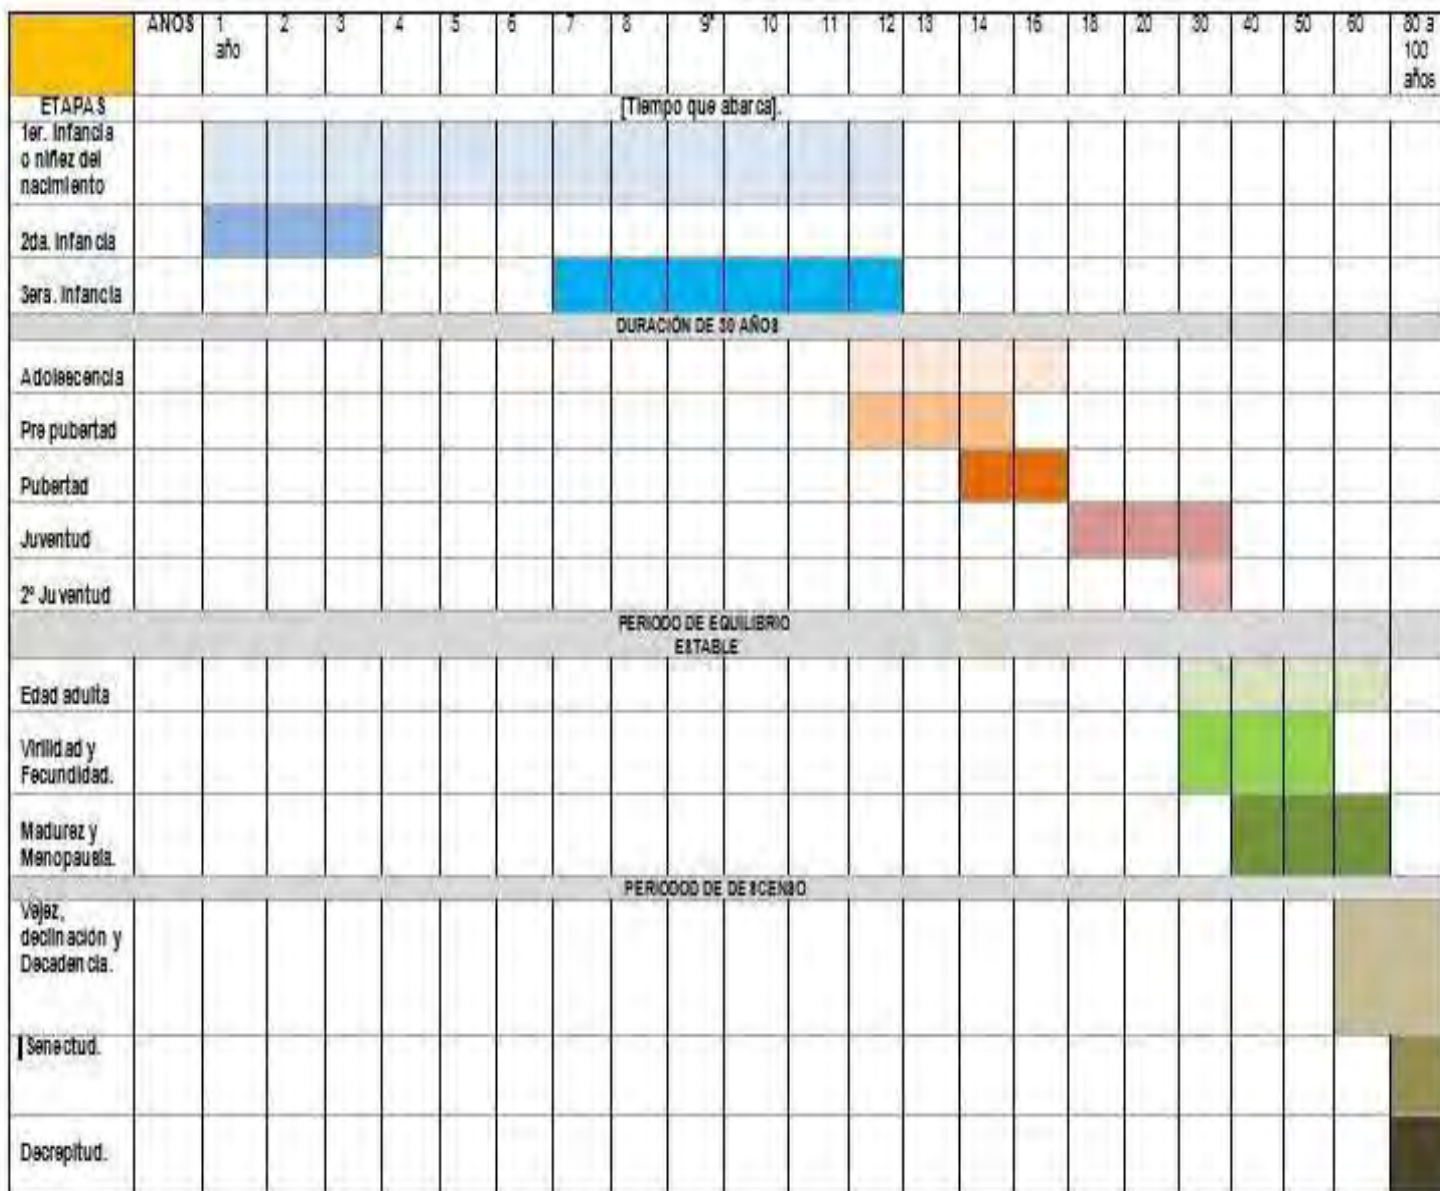 AÑOS 1 2 3 4 5 6 7 8 9 10 11 12 13 14 16 18 20 30 40 50 60 80 a
año 100
años
ETAPAS [Tiempo que abarca].
1er. Infancia
o niñez del
nacimiento
2da. Infancia
3era. Infancia
DURACIÓN DE 30 AÑOS
Adolescencia
Pre pubertad
Pubertad
Juventud
2ª Juventud
PERIODO DE EQUILIBRIO
ESTABLE
Edad adulta
Virilidad y
Fecundidad.
Madurez y
Menopausia.
PERIODOD DE DESCENSO
Vejez,
declinación y
Decadencia.
Senectud.
Decrepitud.